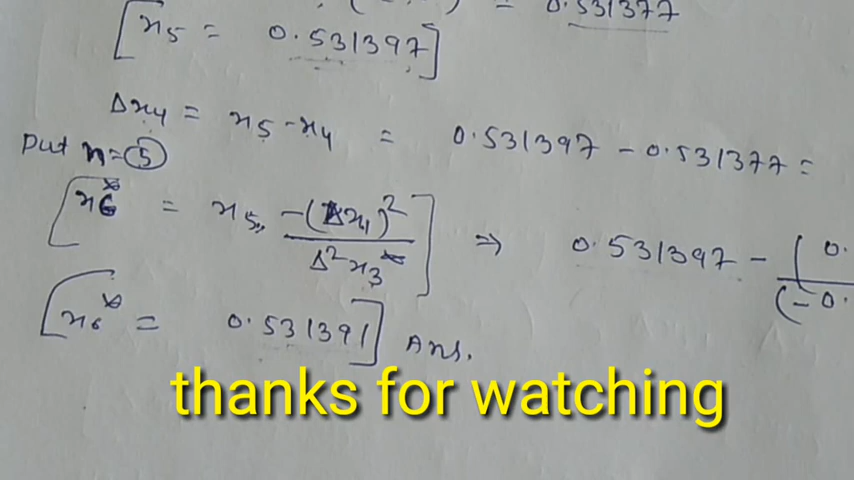 = 0.531377
[x5 = 0.531397]
Δx4 = x5 - x4 = 0.531397 - 0.531377 =
Put n = 5
[x6* = x5 - (Δx4)² / Δ²x3] ⇒ 0.531397 - (0. / (-0.
[x6* = 0.531391] Ans.
thanks for watching